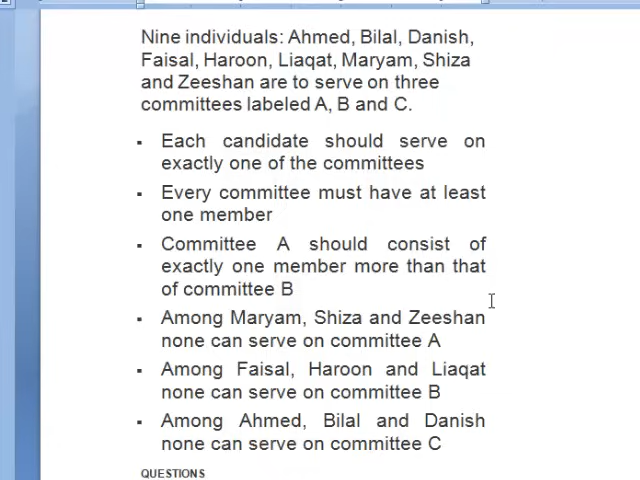 Nine individuals: Ahmed, Bilal, Danish,
Faisal, Haroon, Liaqat, Maryam, Shiza
and Zeeshan are to serve on three
committees labeled A, B and C.
▪ Each candidate should serve on
exactly one of the committees
▪ Every committee must have at least
one member
▪ Committee A should consist of
exactly one member more than that
of committee B
▪ Among Maryam, Shiza and Zeeshan
none can serve on committee A
▪ Among Faisal, Haroon and Liaqat
none can serve on committee B
▪ Among Ahmed, Bilal and Danish
none can serve on committee C
QUESTIONS